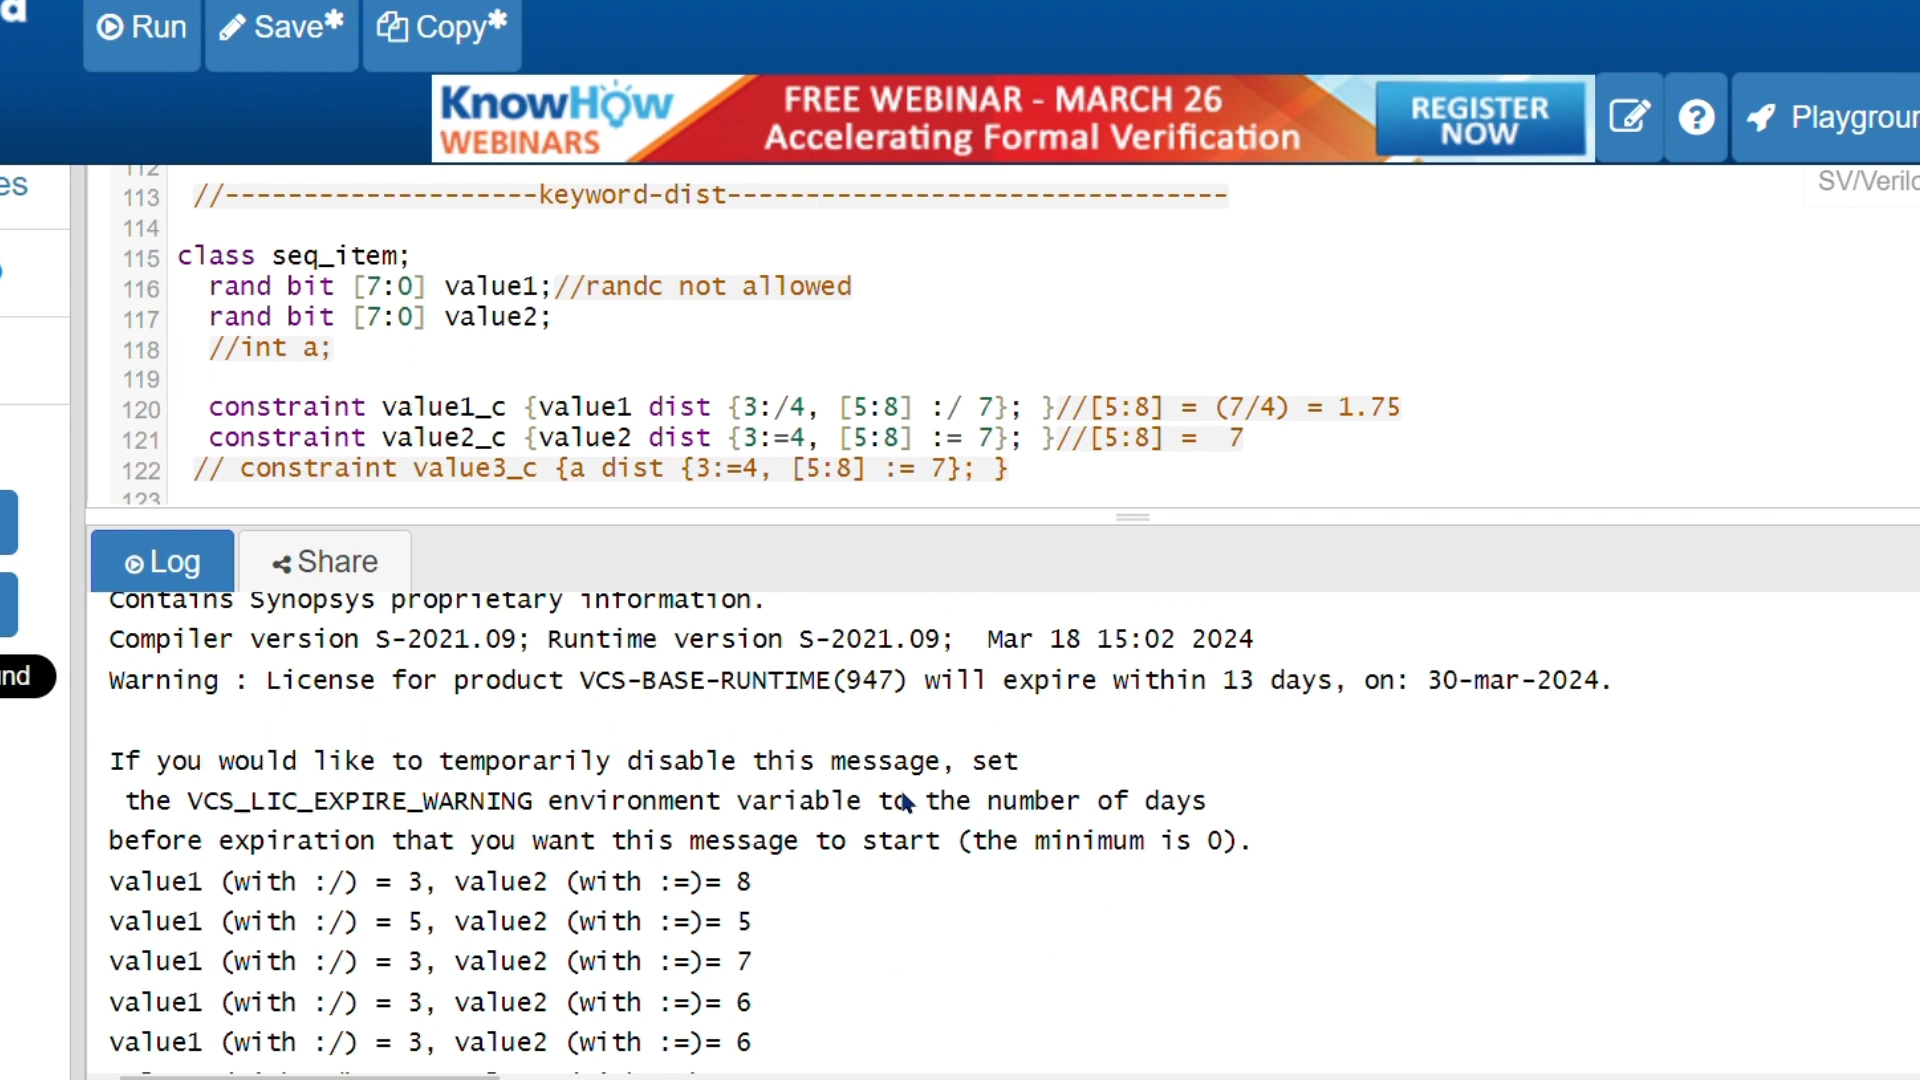 Run Save* Copy*
KnowHow WEBINARS
FREE WEBINAR - MARCH 26
Accelerating Formal Verification
REGISTER NOW
SV/Verilo
113 //--------------------keyword-dist--------------------------------
114
115 class seq_item;
116 rand bit [7:0] value1;//randc not allowed
117 rand bit [7:0] value2;
118 //int a;
119
120 constraint value1_c {value1 dist {3:/4, [5:8] :/ 7}; }//[5:8] = (7/4) = 1.75
121 constraint value2_c {value2 dist {3:=4, [5:8] := 7}; }//[5:8] =  7
122 // constraint value3_c {a dist {3:=4, [5:8] := 7}; }
123
Log Share
Contains Synopsys proprietary information.
Compiler version S-2021.09; Runtime version S-2021.09;  Mar 18 15:02 2024
Warning : License for product VCS-BASE-RUNTIME(947) will expire within 13 days, on: 30-mar-2024.
If you would like to temporarily disable this message, set
the VCS_LIC_EXPIRE_WARNING environment variable to the number of days
before expiration that you want this message to start (the minimum is 0).
value1 (with :/) = 3, value2 (with :=)= 8
value1 (with :/) = 5, value2 (with :=)= 5
value1 (with :/) = 3, value2 (with :=)= 7
value1 (with :/) = 3, value2 (with :=)= 6
value1 (with :/) = 3, value2 (with :=)= 6